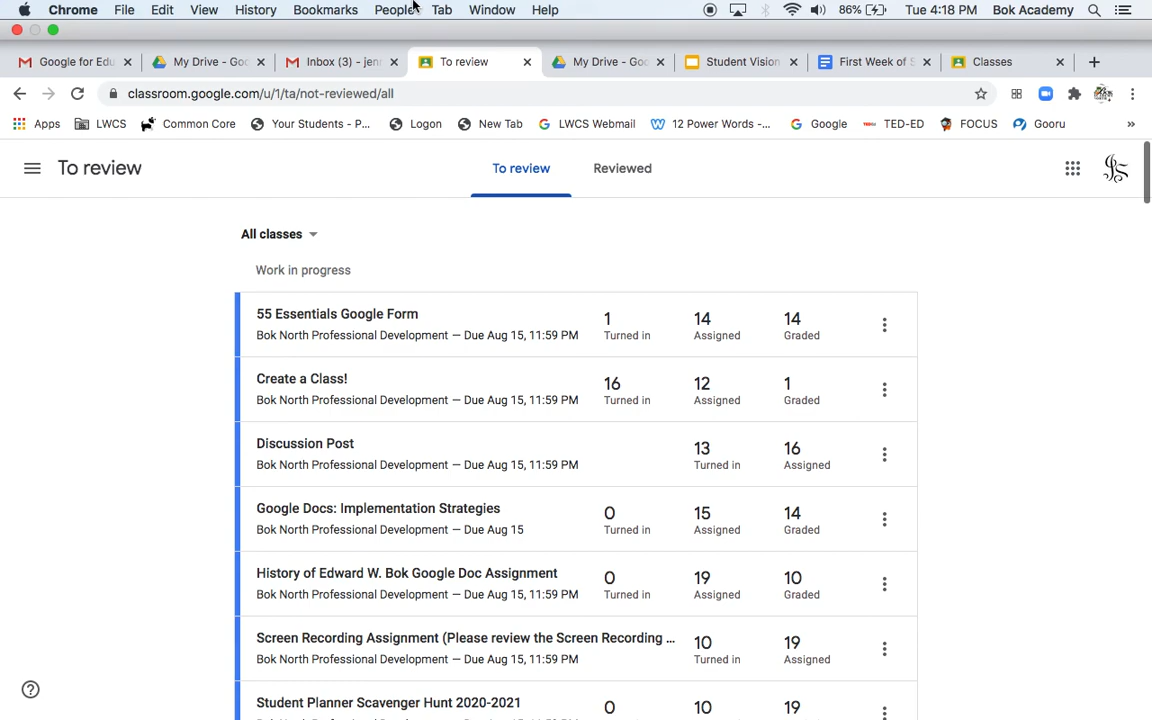 Chrome File Edit View History Bookmarks People Tab Window Help 86% Tue 4:18 PM Bok Academy
Google for Edu My Drive - Goo Inbox (3) - jen To review My Drive - Goo Student Vision First Week of S Classes
classroom.google.com/u/1/ta/not-reviewed/all
Apps LWCS Common Core Your Students - P... Logon New Tab LWCS Webmail 12 Power Words -... Google TED-ED FOCUS Gooru »
To review To review Reviewed
All classes
Work in progress
55 Essentials Google Form 1 14 14
Bok North Professional Development — Due Aug 15, 11:59 PM Turned in Assigned Graded
Create a Class! 16 12 1
Bok North Professional Development — Due Aug 15, 11:59 PM Turned in Assigned Graded
Discussion Post 13 16
Bok North Professional Development — Due Aug 15, 11:59 PM Turned in Assigned
Google Docs: Implementation Strategies 0 15 14
Bok North Professional Development — Due Aug 15 Turned in Assigned Graded
History of Edward W. Bok Google Doc Assignment 0 19 10
Bok North Professional Development — Due Aug 15, 11:59 PM Turned in Assigned Graded
Screen Recording Assignment (Please review the Screen Recording ... 10 19
Bok North Professional Development — Due Aug 15, 11:59 PM Turned in Assigned
Student Planner Scavenger Hunt 2020-2021 0 10 19